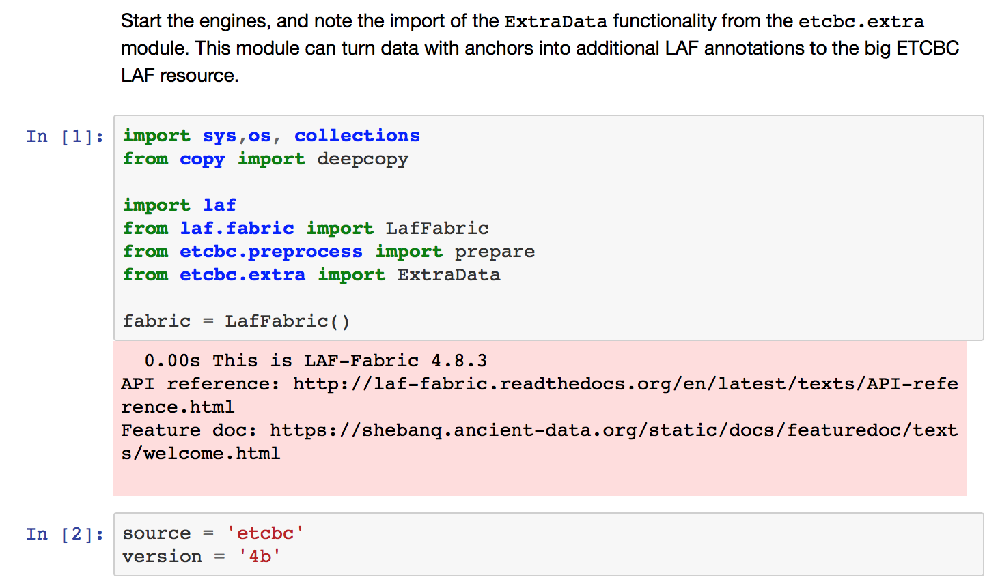 Start the engines, and note the import of the ExtraData functionality from the etcbc.extra
module. This module can turn data with anchors into additional LAF annotations to the big ETCBC
LAF resource.
In [1]:
import sys,os, collections
from copy import deepcopy
import laf
from laf.fabric import LafFabric
from etcbc.preprocess import prepare
from etcbc.extra import ExtraData
fabric = LafFabric()
0.00s This is LAF-Fabric 4.8.3
API reference: http://laf-fabric.readthedocs.org/en/latest/texts/API-refe
rence.html
Feature doc: https://shebanq.ancient-data.org/static/docs/featuredoc/text
s/welcome.html
In [2]:
source = 'etcbc'
version = '4b'